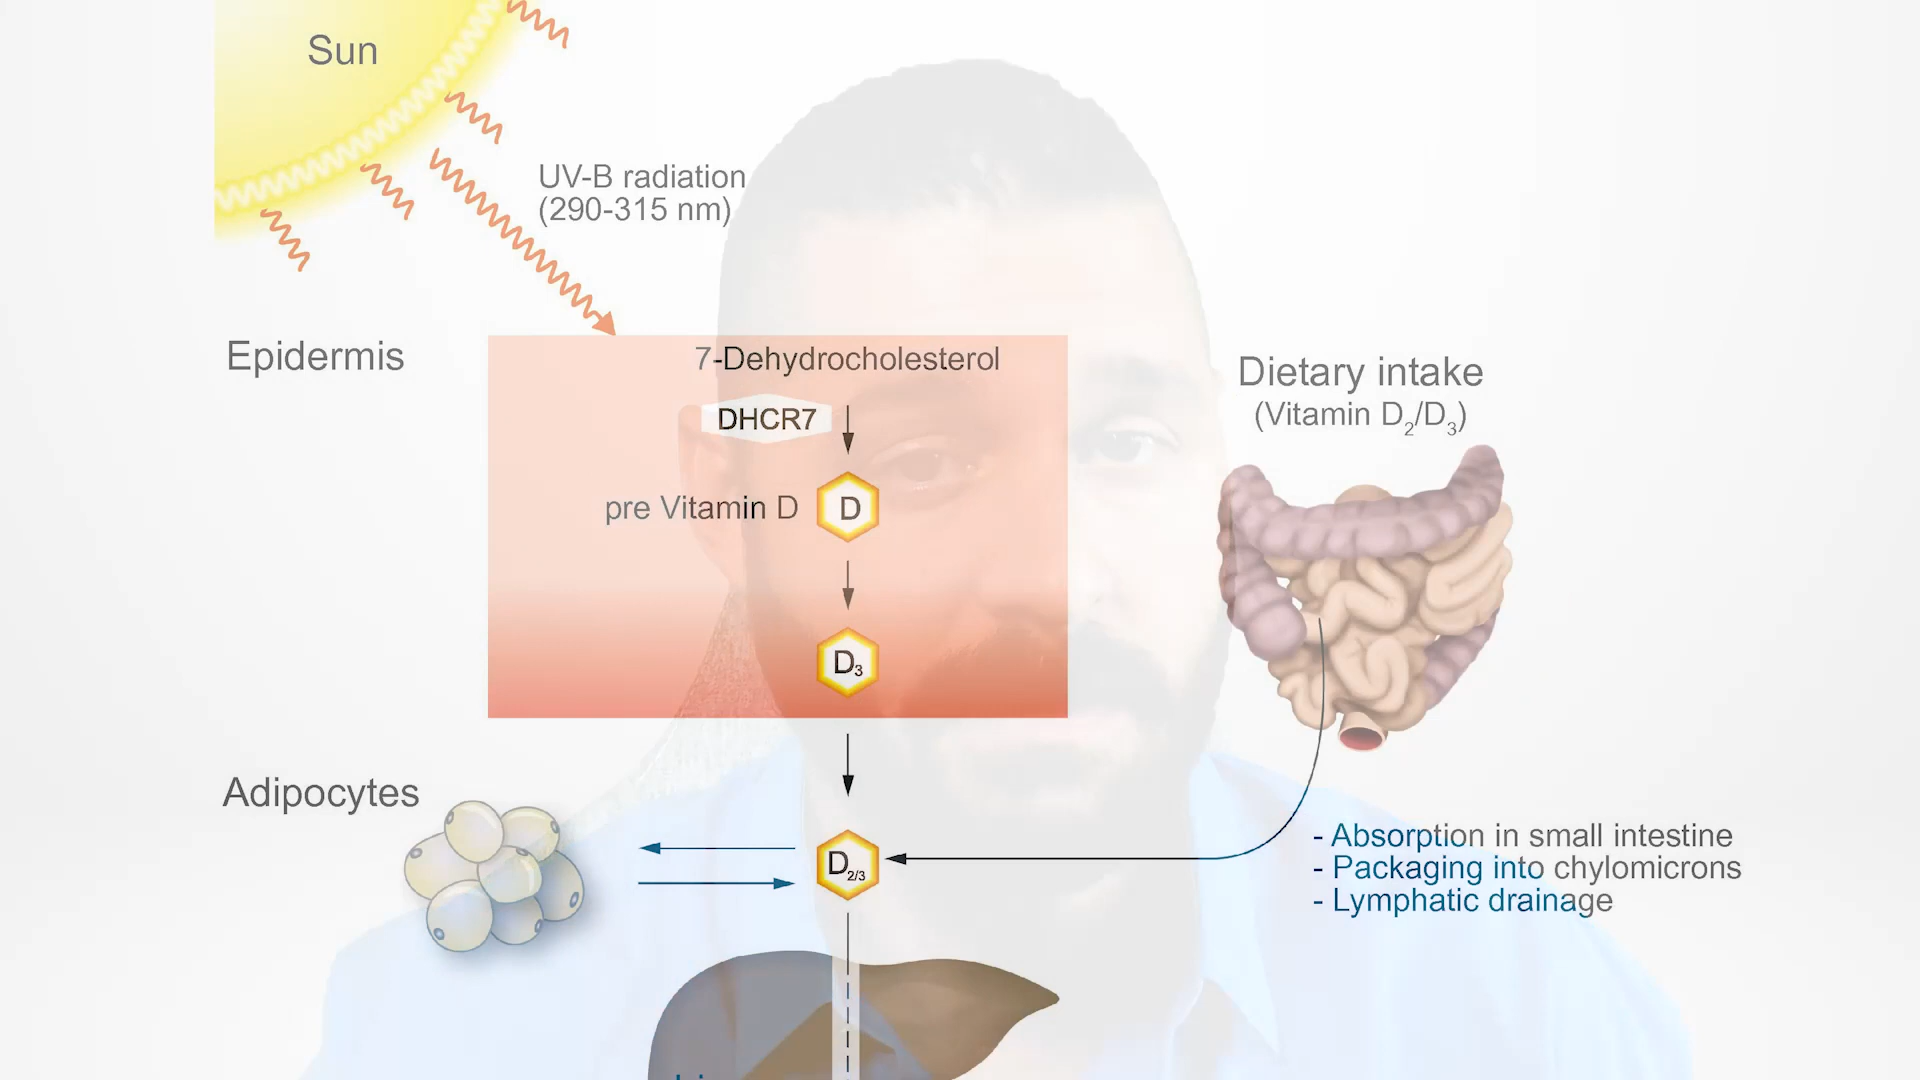 Sun
UV-B radiation
(290-315 nm)
Epidermis
7-Dehydrocholesterol
DHCR7
pre Vitamin D
D
D₃
Dietary intake
(Vitamin D₂/D₃)
Adipocytes
D₂/₃
- Absorption in small intestine
- Packaging into chylomicrons
- Lymphatic drainage